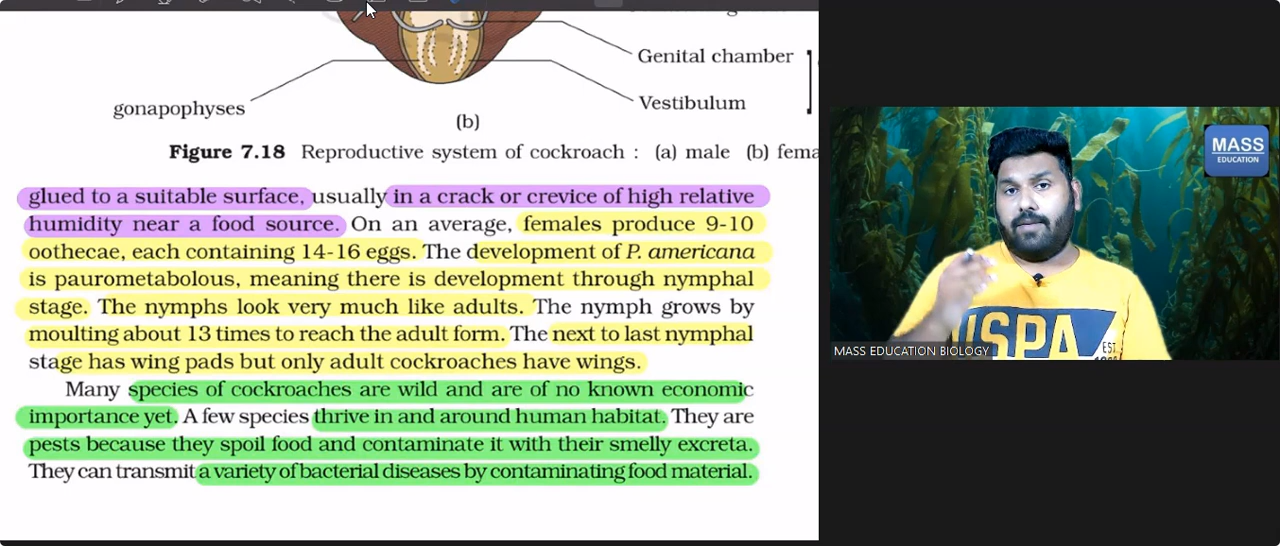 Genital chamber
gonapophyses
Vestibulum
(b)
Figure 7.18 Reproductive system of cockroach : (a) male (b) fema
glued to a suitable surface, usually in a crack or crevice of high relative
humidity near a food source. On an average, females produce 9-10
oothecae, each containing 14-16 eggs. The development of P. americana
is paurometabolous, meaning there is development through nymphal
stage. The nymphs look very much like adults. The nymph grows by
moulting about 13 times to reach the adult form. The next to last nymphal
stage has wing pads but only adult cockroaches have wings.
Many species of cockroaches are wild and are of no known economic
importance yet. A few species thrive in and around human habitat. They are
pests because they spoil food and contaminate it with their smelly excreta.
They can transmit a variety of bacterial diseases by contaminating food material.
MASS
EDUCATION
USPA
EST
MASS EDUCATION BIOLOGY